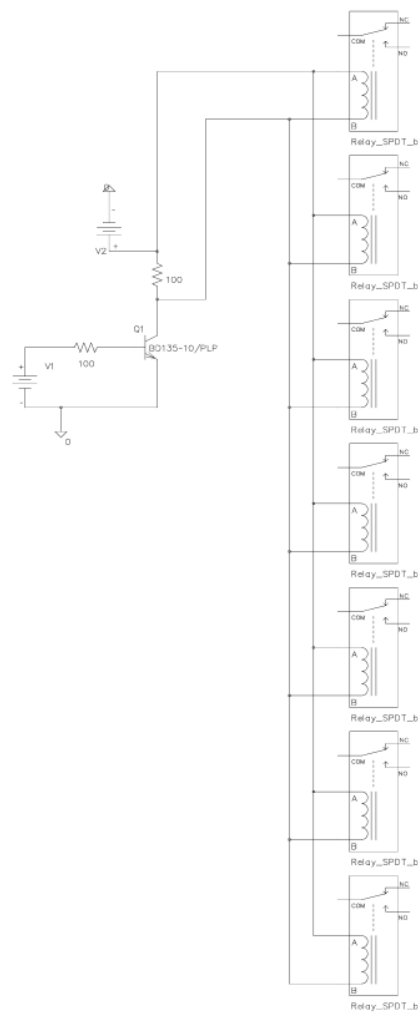 NC
COM
NO
A
B
Relay_SPDT_b
NC
COM
NO
A
B
Relay_SPDT_b
0
-
V2
+
100
Q1
BD135-10/PLP
+
V1
100
-
0
NC
COM
NO
A
B
Relay_SPDT_b
NC
COM
NO
A
B
Relay_SPDT_b
NC
COM
NO
A
B
Relay_SPDT_b
NC
COM
NO
A
B
Relay_SPDT_b
NC
COM
NO
A
B
Relay_SPDT_b